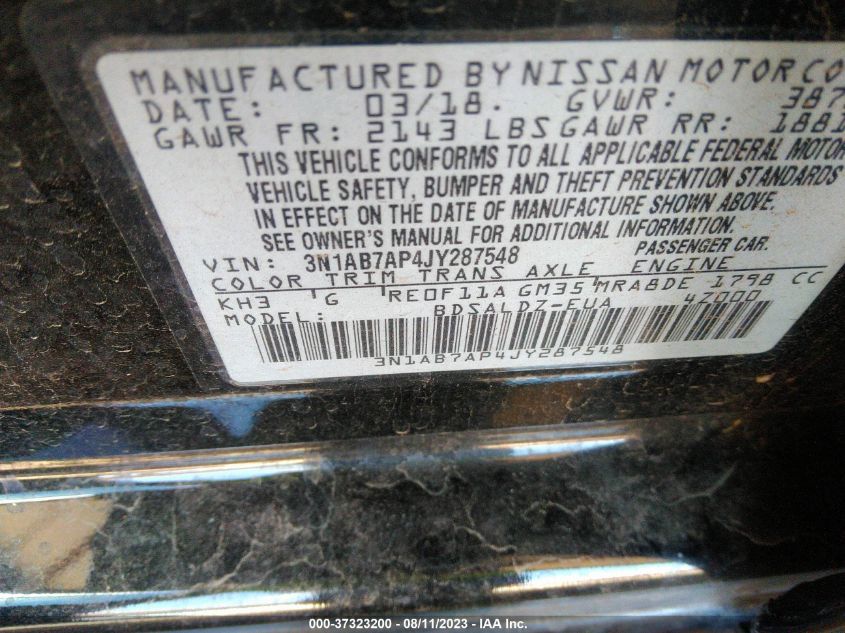 MANUFACTURED BY NISSAN MOTOR CO
DATE: 03/18. GVWR: 387
GAWR FR: 2143 LBS GAWR RR: 1881
THIS VEHICLE CONFORMS TO ALL APPLICABLE FEDERAL MOTOR
VEHICLE SAFETY, BUMPER AND THEFT PREVENTION STANDARDS
IN EFFECT ON THE DATE OF MANUFACTURE SHOWN ABOVE.
SEE OWNER'S MANUAL FOR ADDITIONAL INFORMATION.
VIN: 3N1AB7AP4JY287548 PASSENGER CAR.
COLOR TRIM TRANS AXLE ENGINE
KH3 G RE0F11A GM35 MRA8DE 1798 CC
MODEL: BDSALDZ-EUA 4Z000
3N1AB7AP4JY287548
000-37323200 - 08/11/2023 - IAA Inc.